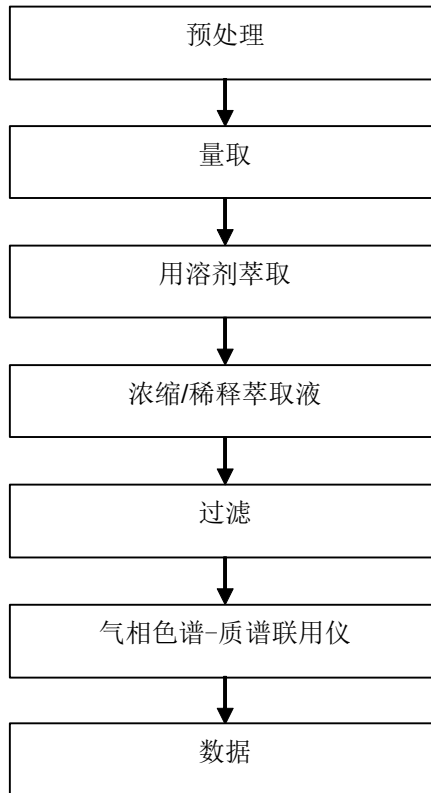 预处理
量取
用溶剂萃取
浓缩/稀释萃取液
过滤
气相色谱-质谱联用仪
数据